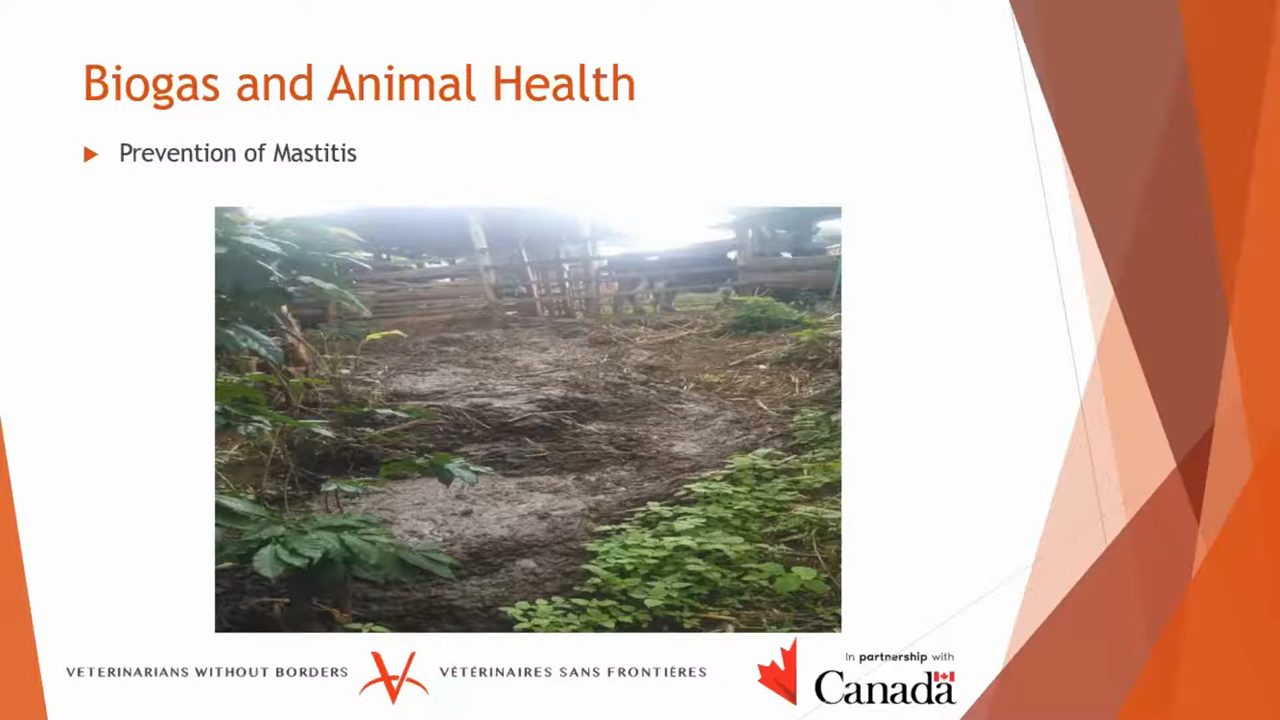 Biogas and Animal Health
Prevention of Mastitis
VETERINARIANS WITHOUT BORDERS
VÉTÉRINAIRES SANS FRONTIÈRES
In partnership with
Canada